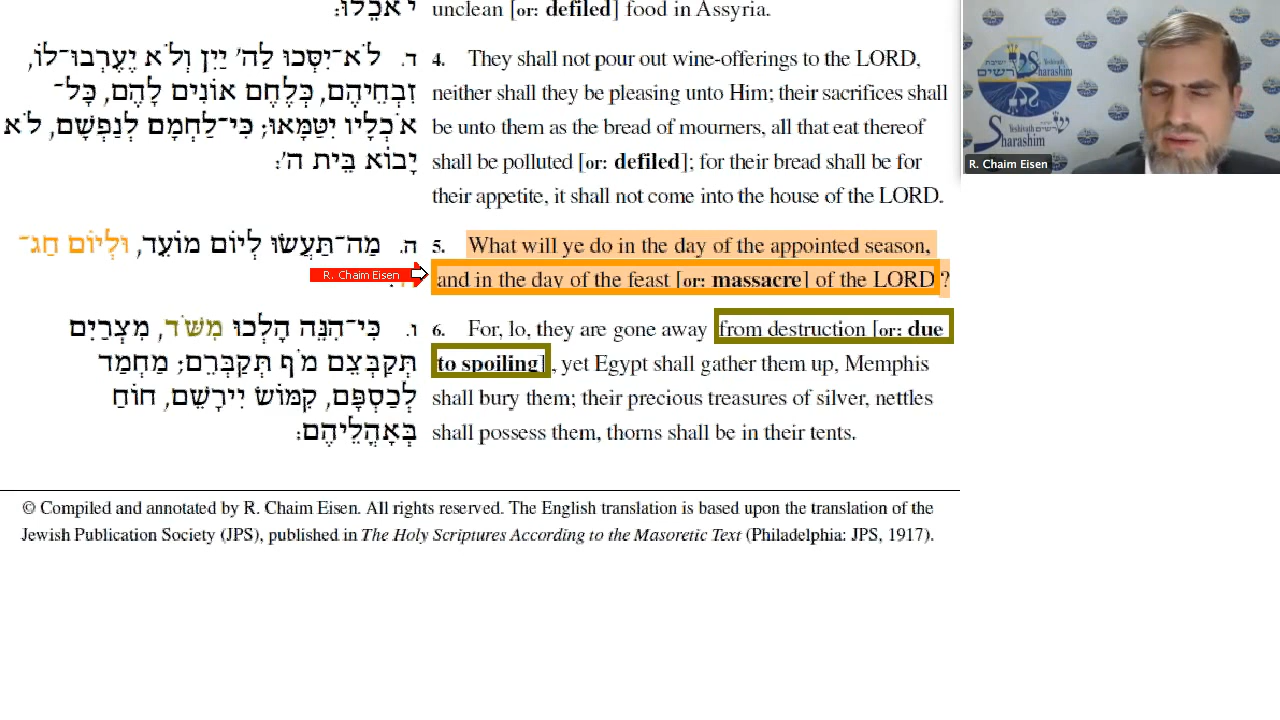 יֹאכֵלוּ:
unclean [or: defiled] food in Assyria.
ד. לֹא־יִסְּכוּ לַה' יַיִן וְלֹא יֶעֶרְבוּ־לוֹ,
זִבְחֵיהֶם, כְּלֶחֶם אוֹנִים לָהֶם, כָּל־
אֹכְלָיו יִטַּמָּאוּ; כִּי־לַחְמָם לְנַפְשָׁם, לֹא
יָבוֹא בֵּית ה':
4. They shall not pour out wine-offerings to the LORD,
neither shall they be pleasing unto Him; their sacrifices shall
be unto them as the bread of mourners, all that eat thereof
shall be polluted [or: defiled]; for their bread shall be for
their appetite, it shall not come into the house of the LORD.
ה. מַה־תַּעֲשׂוּ לְיוֹם מוֹעֵד, וּלְיוֹם חַג־
5. What will ye do in the day of the appointed season,
and in the day of the feast [or: massacre] of the LORD?
R. Chaim Eisen
ו. כִּי־הִנֵּה הָלְכוּ מִשֹּׁד, מִצְרַיִם
תְּקַבְּצֵם מֹף תְּקַבְּרֵם; מַחְמַד
לְכַסְפָּם, קִמּוֹשׂ יִירָשֵׁם, חוֹחַ
בְּאָהֳלֵיהֶם:
6. For, lo, they are gone away from destruction [or: due
to spoiling], yet Egypt shall gather them up, Memphis
shall bury them; their precious treasures of silver, nettles
shall possess them, thorns shall be in their tents.
© Compiled and annotated by R. Chaim Eisen. All rights reserved. The English translation is based upon the translation of the
Jewish Publication Society (JPS), published in The Holy Scriptures According to the Masoretic Text (Philadelphia: JPS, 1917).
ישיבת
שרשים
Yeshivath
Sharashim
Yeshivath
Sharashim
R. Chaim Eisen